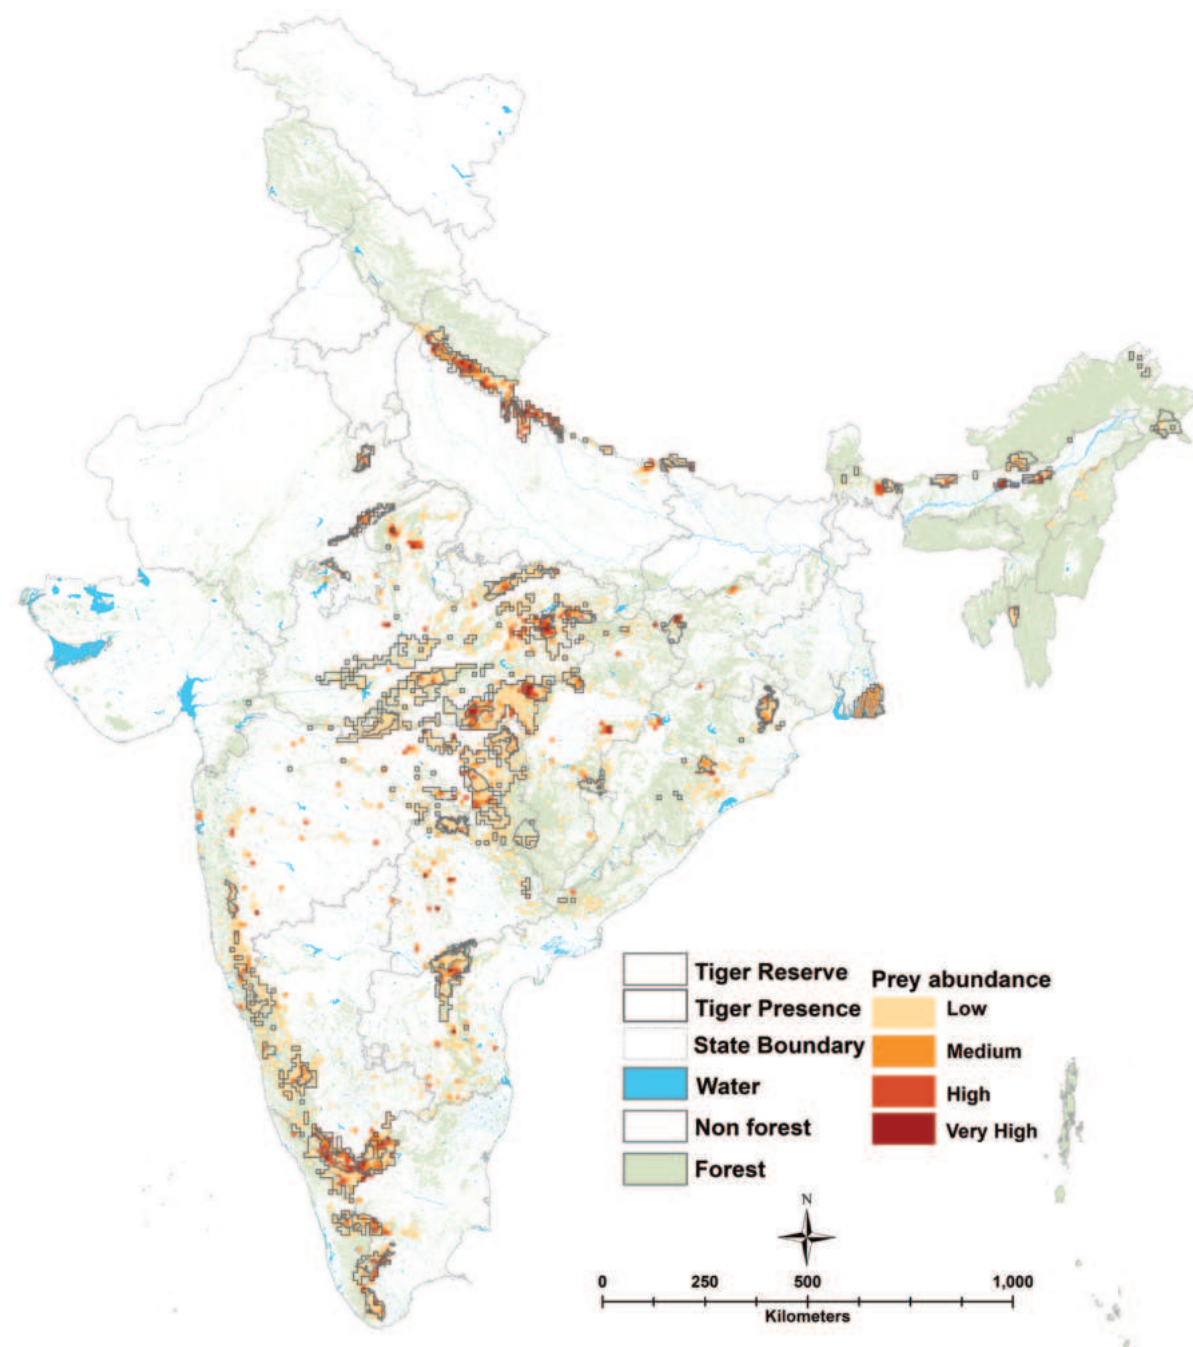 Tiger Reserve
Tiger Presence
State Boundary
Water
Non forest
Forest
Prey abundance
Low
Medium
High
Very High
N
0 250 500 1,000
Kilometers